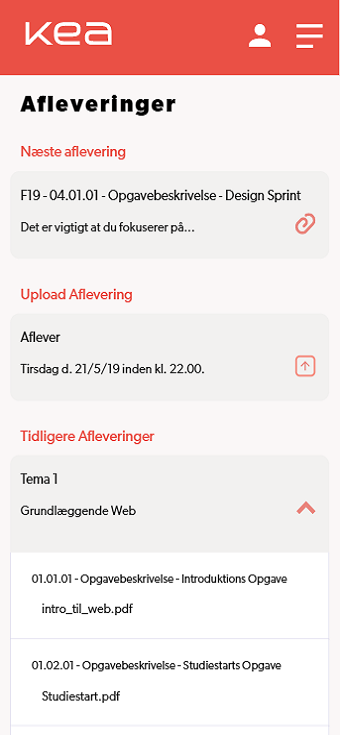 kea
Afleveringer
Næste aflevering
F19 - 04.01.01 - Opgavebeskrivelse - Design Sprint
Det er vigtigt at du fokuserer på...
Upload Aflevering
Aflever
Tirsdag d. 21/5/19 inden kl. 22.00.
Tidligere Afleveringer
Tema 1
Grundlæggende Web
01.01.01 - Opgavebeskrivelse - Introduktions Opgave
intro_til_web.pdf
01.02.01 - Opgavebeskrivelse - Studiestarts Opgave
Studiestart.pdf